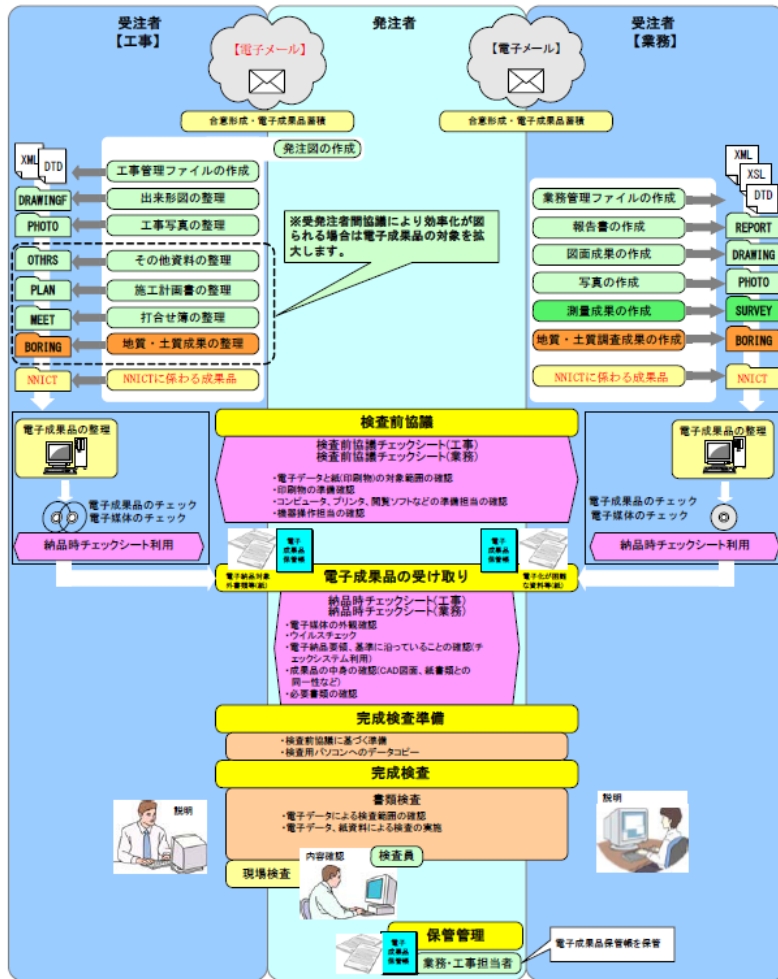 受注者
【工事】
発注者
受注者
【業務】
【電子メール】
【電子メール】
合意形成・電子成果品蓄積
合意形成・電子成果品蓄積
発注図の作成
XML
DTD
工事管理ファイルの作成
DRAWINGF
出来形図の整理
PHOTO
工事写真の整理
OTHRS
その他資料の整理
PLAN
施工計画書の整理
MEET
打合せ簿の整理
BORING
地質・土質成果の整理
NNICT
NNICTに係わる成果品
※受発注者間協議により効率化が図
られる場合は電子成果品の対象を拡
大します。
XML
XSL
DTD
業務管理ファイルの作成
報告書の作成
REPORT
図面成果の作成
DRAWING
写真の作成
PHOTO
測量成果の作成
SURVEY
地質・土質調査成果の作成
BORING
NNICTに係わる成果品
NNICT
電子成果品の整理
電子成果品のチェック
電子媒体のチェック
納品時チェックシート利用
検査前協議
検査前協議チェックシート(工事)
検査前協議チェックシート(業務)
・電子データと紙(印刷物)の対象範囲の確認
・印刷物の準備確認
・コンピュータ、プリンタ、閲覧ソフトなどの準備担当の確認
・機器操作担当の確認
電子成果品の整理
電子成果品のチェック
電子媒体のチェック
納品時チェックシート利用
電子
成果品
保管帳
電子
成果品
保管帳
電子納品対象
外書類等(紙)
電子成果品の受け取り
電子化が困難
な資料等(紙)
納品時チェックシート(工事)
納品時チェックシート(業務)
・電子媒体の外観確認
・ウイルスチェック
・電子納品要領、基準に沿っていることの確認(チ
ェックシステム利用)
・成果品の中身の確認(CAD図面、紙書類との
同一性など)
・必要書類の確認
完成検査準備
・検査前協議に基づく準備
・検査用パソコンへのデータコピー
完成検査
書類検査
・電子データによる検査範囲の確認
・電子データ、紙資料による検査の実施
説明
説明
現場検査
内容確認
検査員
保管管理
電子
成果品
保管帳
業務・工事担当者
電子成果品保管帳を保管